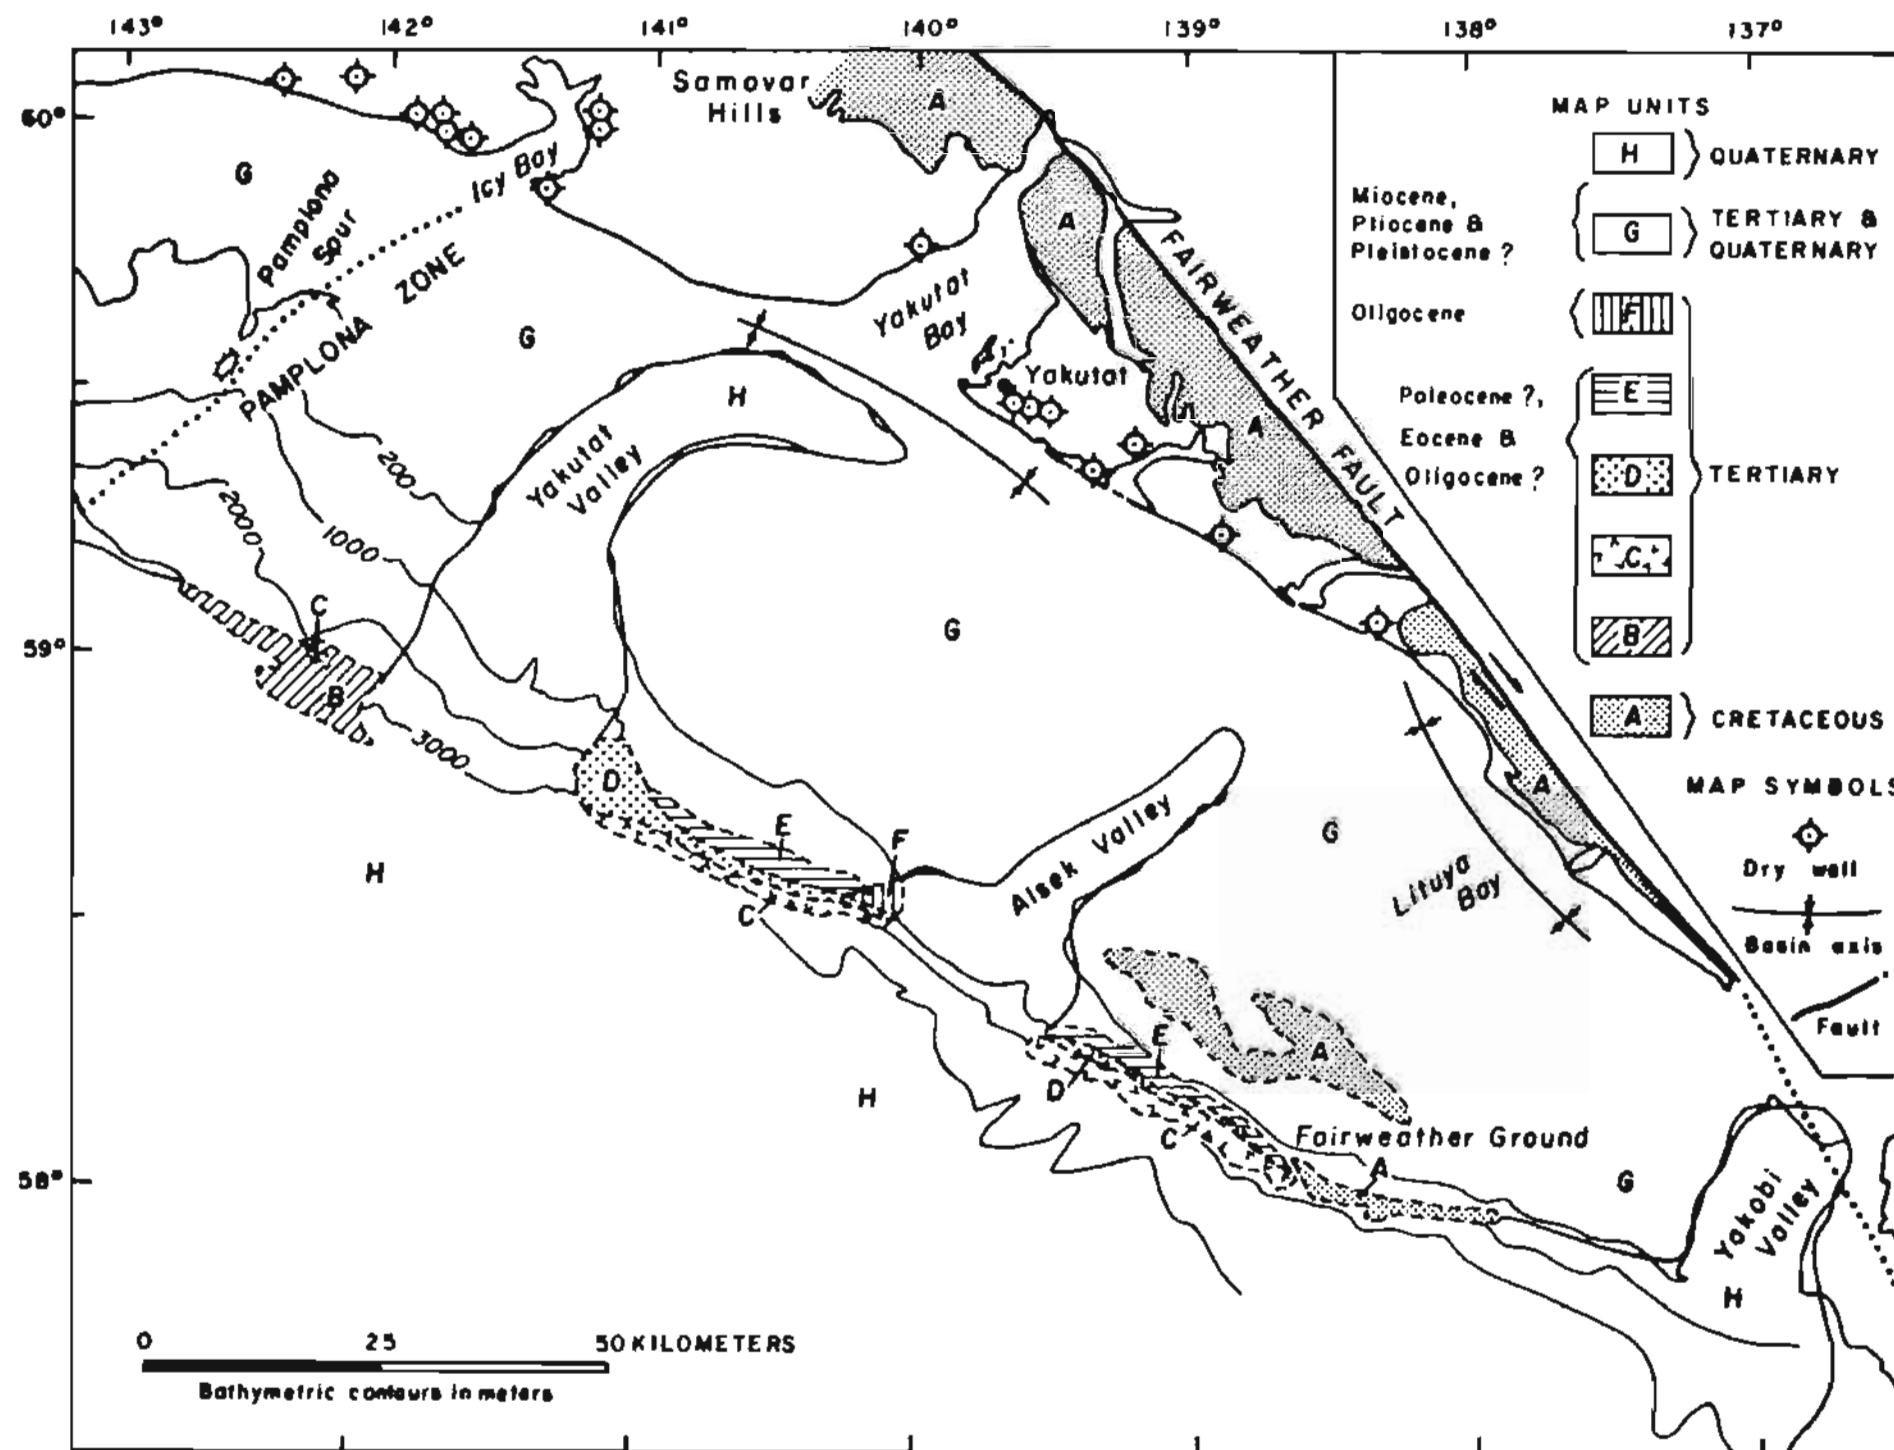 143° 142° 141° 140° 139° 138° 137°
60°
59°
58°
Samovar
Hills
A
G
Icy Bay
Pamplona
Spur
PAMPLONA ZONE
G
Yakutat
Bay
Yakutat
A
FAIRWEATHER FAULT
A
H
Yakutat
Valley
200
1000
2000
3000
C
B
G
D
E
F
C
H
Alsek Valley
G
Lituya
Bay
A
A
E
D
C
H
Fairweather Ground
A
G
Yakobi
Valley
H
MAP UNITS
H QUATERNARY
Miocene,
Pliocene &
Pleistocene ?
G TERTIARY &
QUATERNARY
Oligocene F
Paleocene ?, E
Eocene &
Oligocene ? D TERTIARY
C
B
A CRETACEOUS
MAP SYMBOLS
Dry well
Basin axis
Fault
0 25 50 KILOMETERS
Bathymetric contours in meters